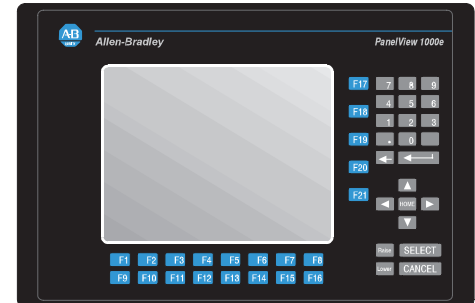 A·B
Allen-Bradley
PanelView 1000e
F17 7 8 9
F18 4 5 6
1 2 3
F19 . 0
F20
F21
HOME
F1 F2 F3 F4 F5 F6 F7 F8
F9 F10 F11 F12 F13 F14 F15 F16
Raise SELECT
Lower CANCEL